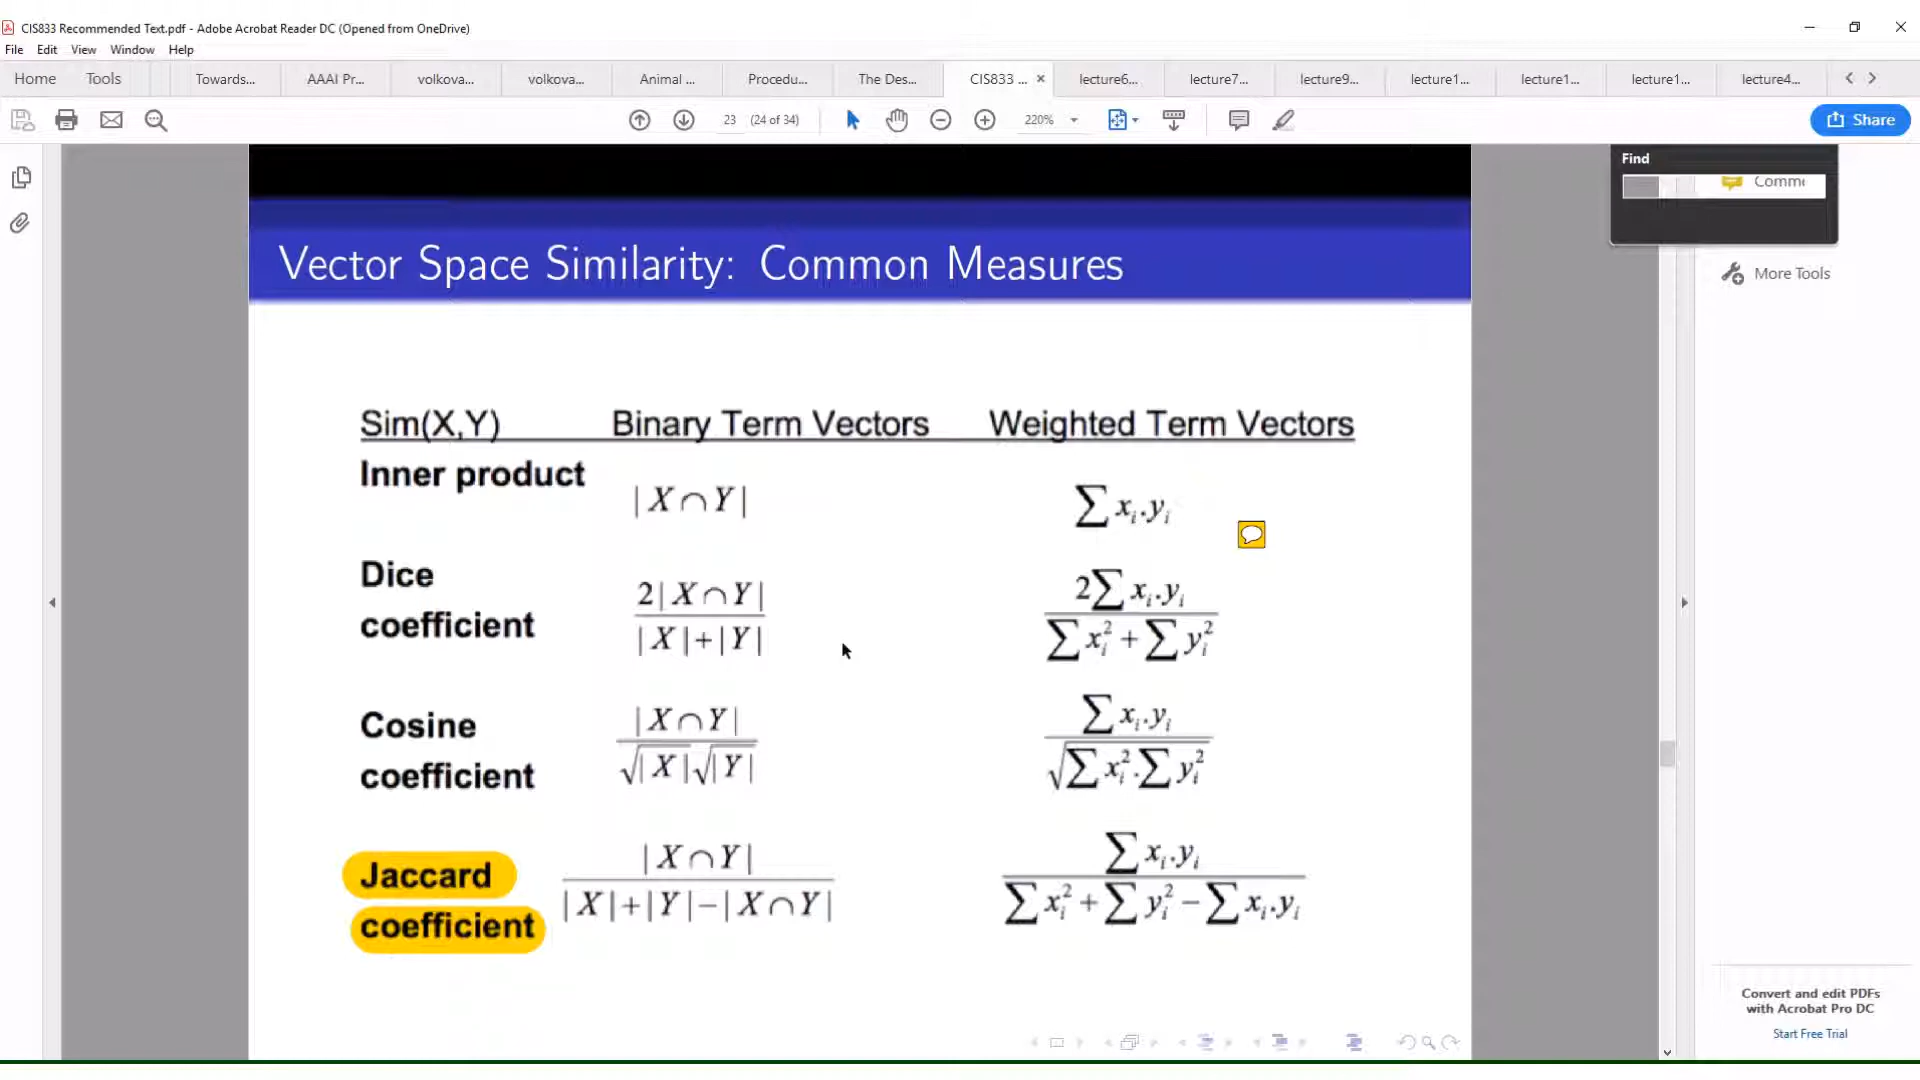 CIS833 Recommended Text.pdf - Adobe Acrobat Reader DC (Opened from OneDrive)
File Edit View Window Help
Home Tools Towards... AAAI Pr... volkova... volkova... Animal ... Procedu... The Des... CIS833 ... × lecture6... lecture7... lecture9... lecture1... lecture1... lecture1... lecture4...
23 (24 of 34) 220% Share
Find
Comme
More Tools
Vector Space Similarity: Common Measures
Sim(X,Y) Binary Term Vectors Weighted Term Vectors
Inner product |X∩Y| ∑xᵢ.yᵢ
Dice coefficient 2|X∩Y| / |X|+|Y| 2∑xᵢ.yᵢ / ∑xᵢ²+∑yᵢ²
Cosine coefficient |X∩Y| / √|X|√|Y| ∑xᵢ.yᵢ / √∑xᵢ².∑yᵢ²
Jaccard coefficient |X∩Y| / |X|+|Y|−|X∩Y| ∑xᵢ.yᵢ / ∑xᵢ²+∑yᵢ²−∑xᵢ.yᵢ
Convert and edit PDFs
with Acrobat Pro DC
Start Free Trial